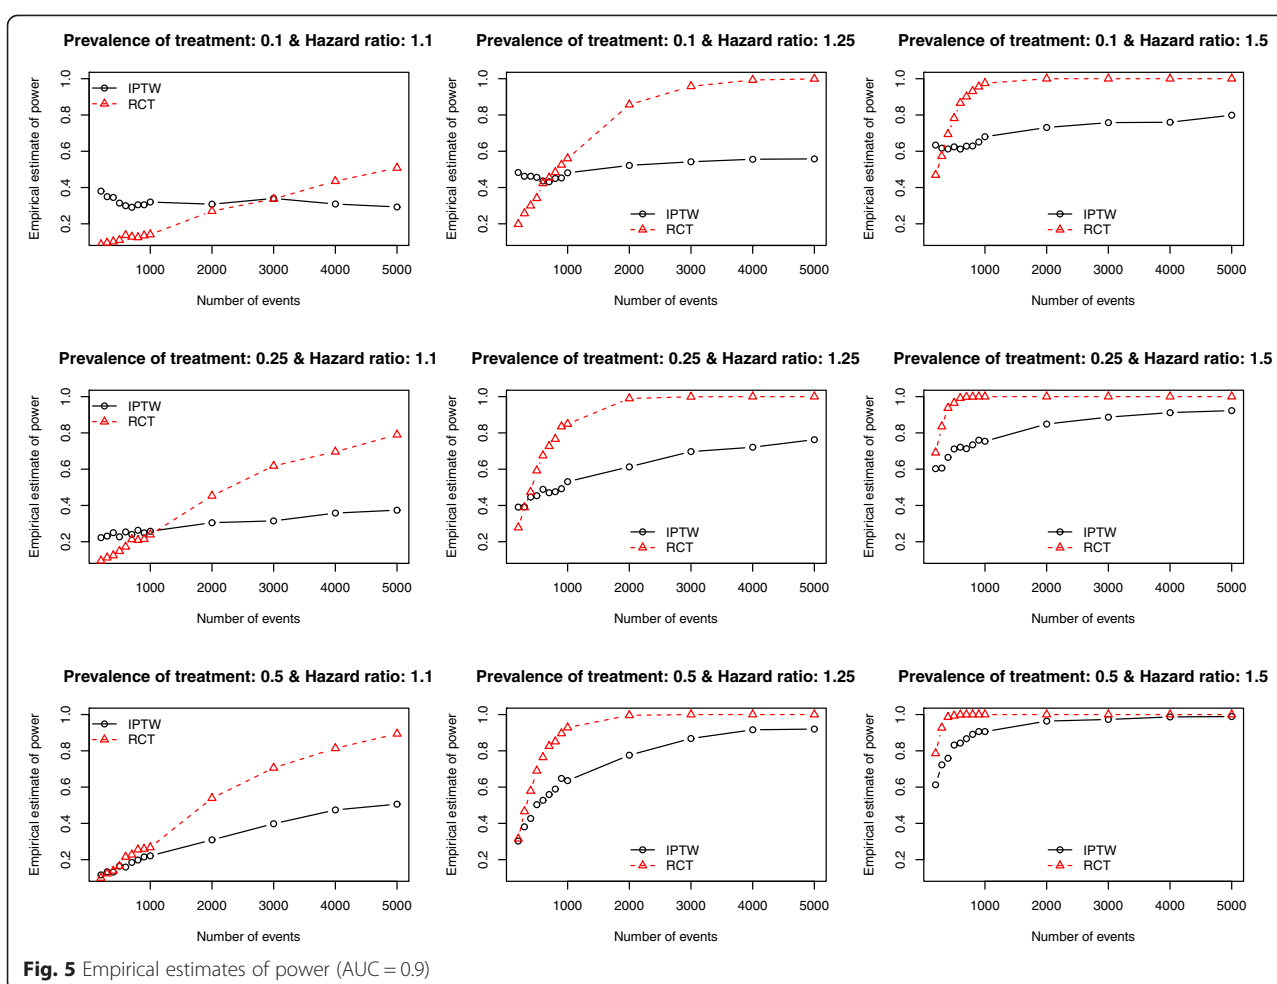 Prevalence of treatment: 0.1 & Hazard ratio: 1.1
Empirical estimate of power
0.2 0.4 0.6 0.8 1.0
IPTW
RCT
1000 2000 3000 4000 5000
Number of events
Prevalence of treatment: 0.1 & Hazard ratio: 1.25
Empirical estimate of power
0.2 0.4 0.6 0.8 1.0
IPTW
RCT
1000 2000 3000 4000 5000
Number of events
Prevalence of treatment: 0.1 & Hazard ratio: 1.5
Empirical estimate of power
0.2 0.4 0.6 0.8 1.0
IPTW
RCT
1000 2000 3000 4000 5000
Number of events
Prevalence of treatment: 0.25 & Hazard ratio: 1.1
Empirical estimate of power
0.2 0.4 0.6 0.8 1.0
IPTW
RCT
1000 2000 3000 4000 5000
Number of events
Prevalence of treatment: 0.25 & Hazard ratio: 1.25
Empirical estimate of power
0.2 0.4 0.6 0.8 1.0
IPTW
RCT
1000 2000 3000 4000 5000
Number of events
Prevalence of treatment: 0.25 & Hazard ratio: 1.5
Empirical estimate of power
0.2 0.4 0.6 0.8 1.0
IPTW
RCT
1000 2000 3000 4000 5000
Number of events
Prevalence of treatment: 0.5 & Hazard ratio: 1.1
Empirical estimate of power
0.2 0.4 0.6 0.8 1.0
IPTW
RCT
1000 2000 3000 4000 5000
Number of events
Prevalence of treatment: 0.5 & Hazard ratio: 1.25
Empirical estimate of power
0.2 0.4 0.6 0.8 1.0
IPTW
RCT
1000 2000 3000 4000 5000
Number of events
Prevalence of treatment: 0.5 & Hazard ratio: 1.5
Empirical estimate of power
0.2 0.4 0.6 0.8 1.0
IPTW
RCT
1000 2000 3000 4000 5000
Number of events
Fig. 5 Empirical estimates of power (AUC = 0.9)